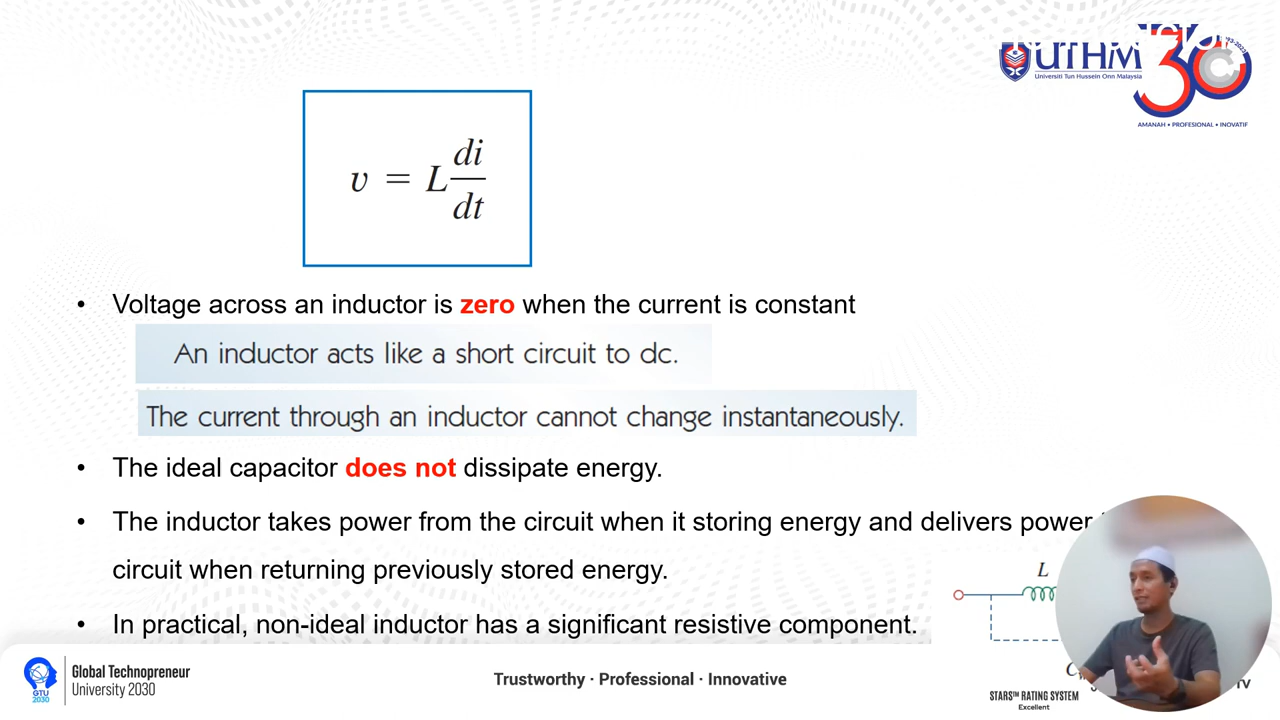 UTHM
Universiti Tun Hussein Onn Malaysia
30
AMANAH • PROFESIONAL • INOVATIF
v = L di/dt
• Voltage across an inductor is zero when the current is constant
An inductor acts like a short circuit to dc.
The current through an inductor cannot change instantaneously.
• The ideal capacitor does not dissipate energy.
• The inductor takes power from the circuit when it storing energy and delivers power
circuit when returning previously stored energy.
• In practical, non-ideal inductor has a significant resistive component.
L
C
GTU
2030
Global Technopreneur
University 2030
Trustworthy · Professional · Innovative
STARS™ RATING SYSTEM
Excellent